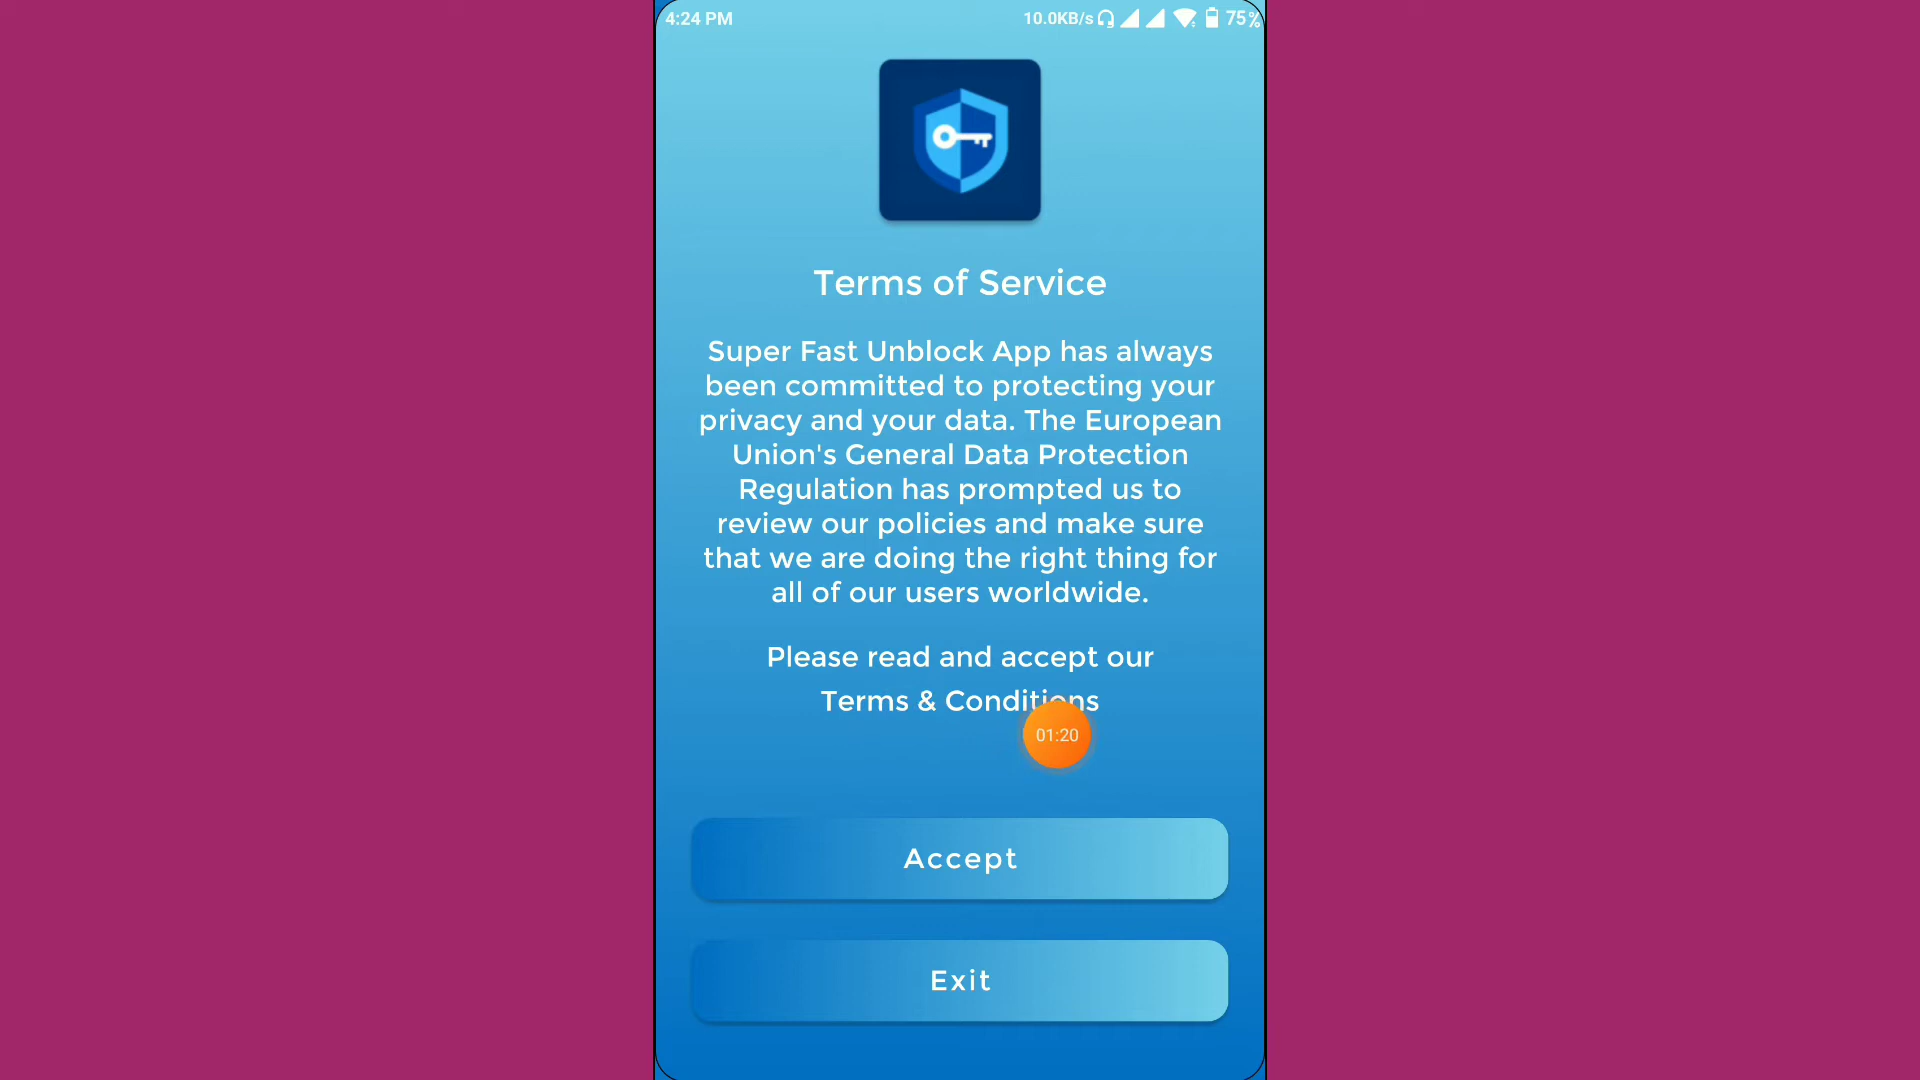 4:24 PM 10.0KB/s 75%
Terms of Service
Super Fast Unblock App has always
been committed to protecting your
privacy and your data. The European
Union's General Data Protection
Regulation has prompted us to
review our policies and make sure
that we are doing the right thing for
all of our users worldwide.
Please read and accept our
Terms & Conditions
01:20
Accept
Exit